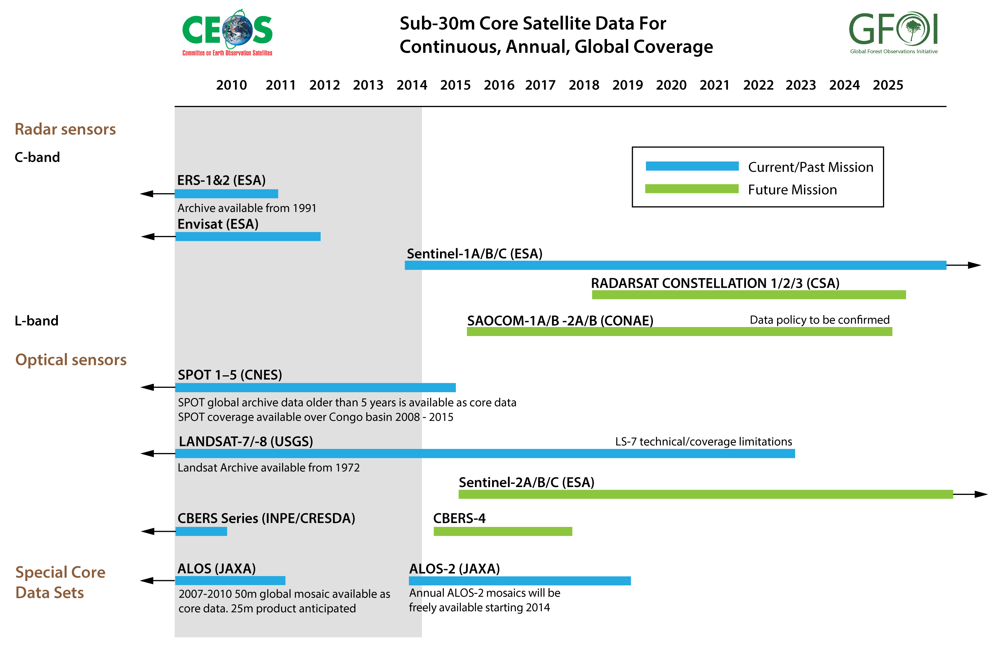 CEOS
Committee on Earth Observation Satellites
Sub-30m Core Satellite Data For
Continuous, Annual, Global Coverage
GFOI
Global Forest Observations Initiative
2010 2011 2012 2013 2014 2015 2016 2017 2018 2019 2020 2021 2022 2023 2024 2025
Radar sensors
C-band
Current/Past Mission
Future Mission
ERS-1&2 (ESA)
Archive available from 1991
Envisat (ESA)
Sentinel-1A/B/C (ESA)
RADARSAT CONSTELLATION 1/2/3 (CSA)
L-band
SAOCOM-1A/B -2A/B (CONAE)
Data policy to be confirmed
Optical sensors
SPOT 1–5 (CNES)
SPOT global archive data older than 5 years is available as core data
SPOT coverage available over Congo basin 2008 - 2015
LANDSAT-7/-8 (USGS)
LS-7 technical/coverage limitations
Landsat Archive available from 1972
Sentinel-2A/B/C (ESA)
CBERS Series (INPE/CRESDA)
CBERS-4
Special Core
Data Sets
ALOS (JAXA)
2007-2010 50m global mosaic available as
core data. 25m product anticipated
ALOS-2 (JAXA)
Annual ALOS-2 mosaics will be
freely available starting 2014